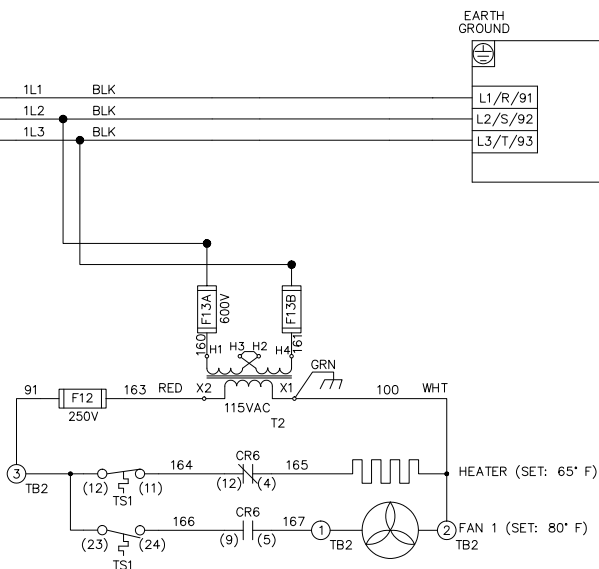 EARTH
GROUND
1L1 BLK
L1/R/91
1L2 BLK
L2/S/92
1L3 BLK
L3/T/93
F13A
600V
F13B
160
161
H1 H3 H2 H4
GRN
91
F12
250V
163 RED X2
X1
100 WHT
115VAC
T2
3
TB2
(12) (11)
TS1
164
CR6
(12) (4)
165
HEATER (SET: 65° F)
(23) (24)
TS1
166
CR6
(9) (5)
167
1
TB2
2
TB2
FAN 1 (SET: 80° F)